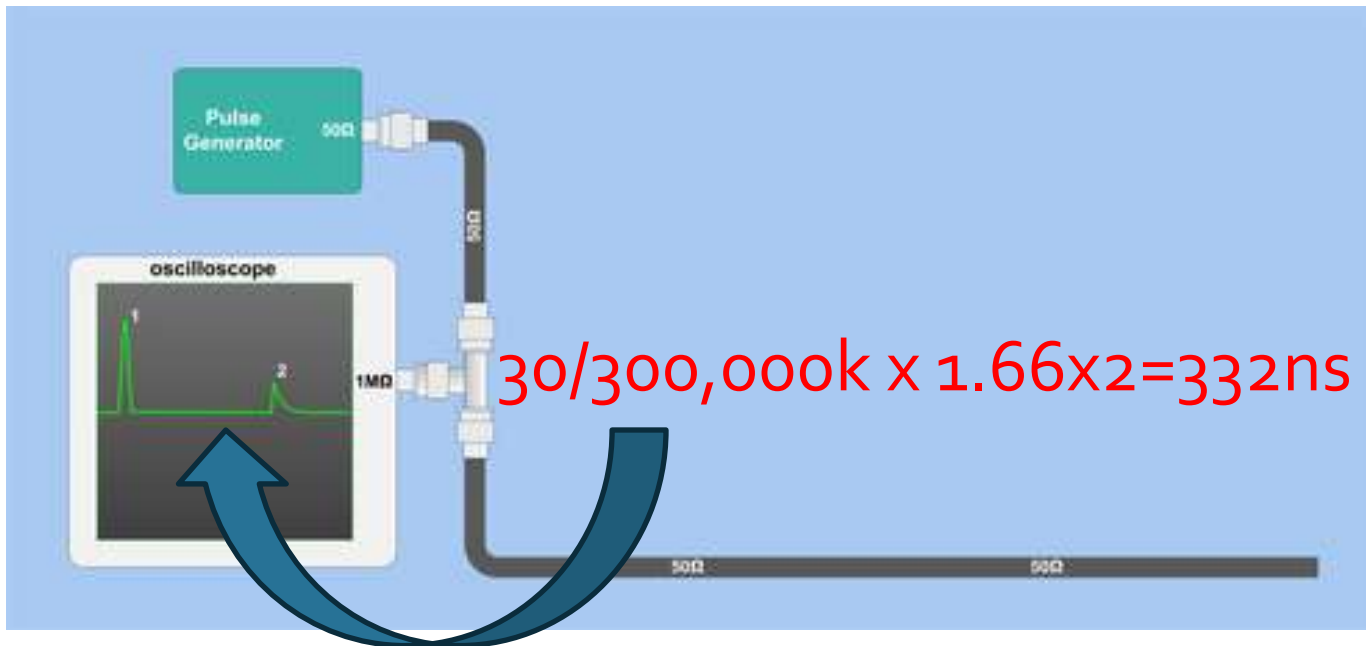 Pulse
Generator
50Ω
50Ω
oscilloscope
1
2
1MΩ
30/300,000k x 1.66x2=332ns
50Ω
50Ω